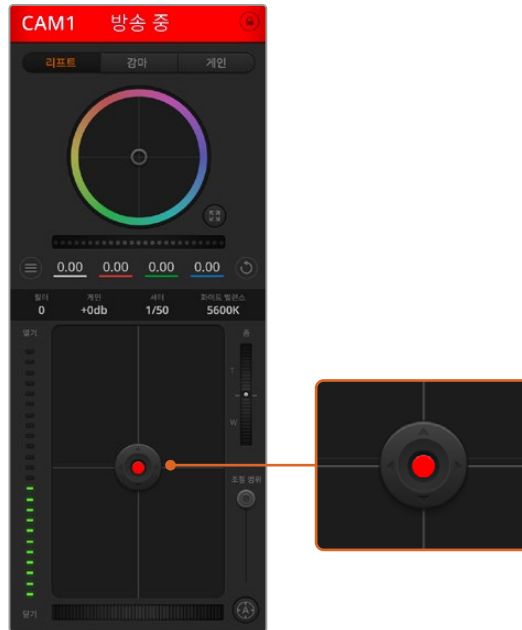 CAM1 방송 중
리프트 감마 게인
0.00 0.00 0.00 0.00
필터 게인 셔터 화이트 밸런스
0 +0db 1/50 5600K
열기 줌
T
W
조정 범위
닫기 A